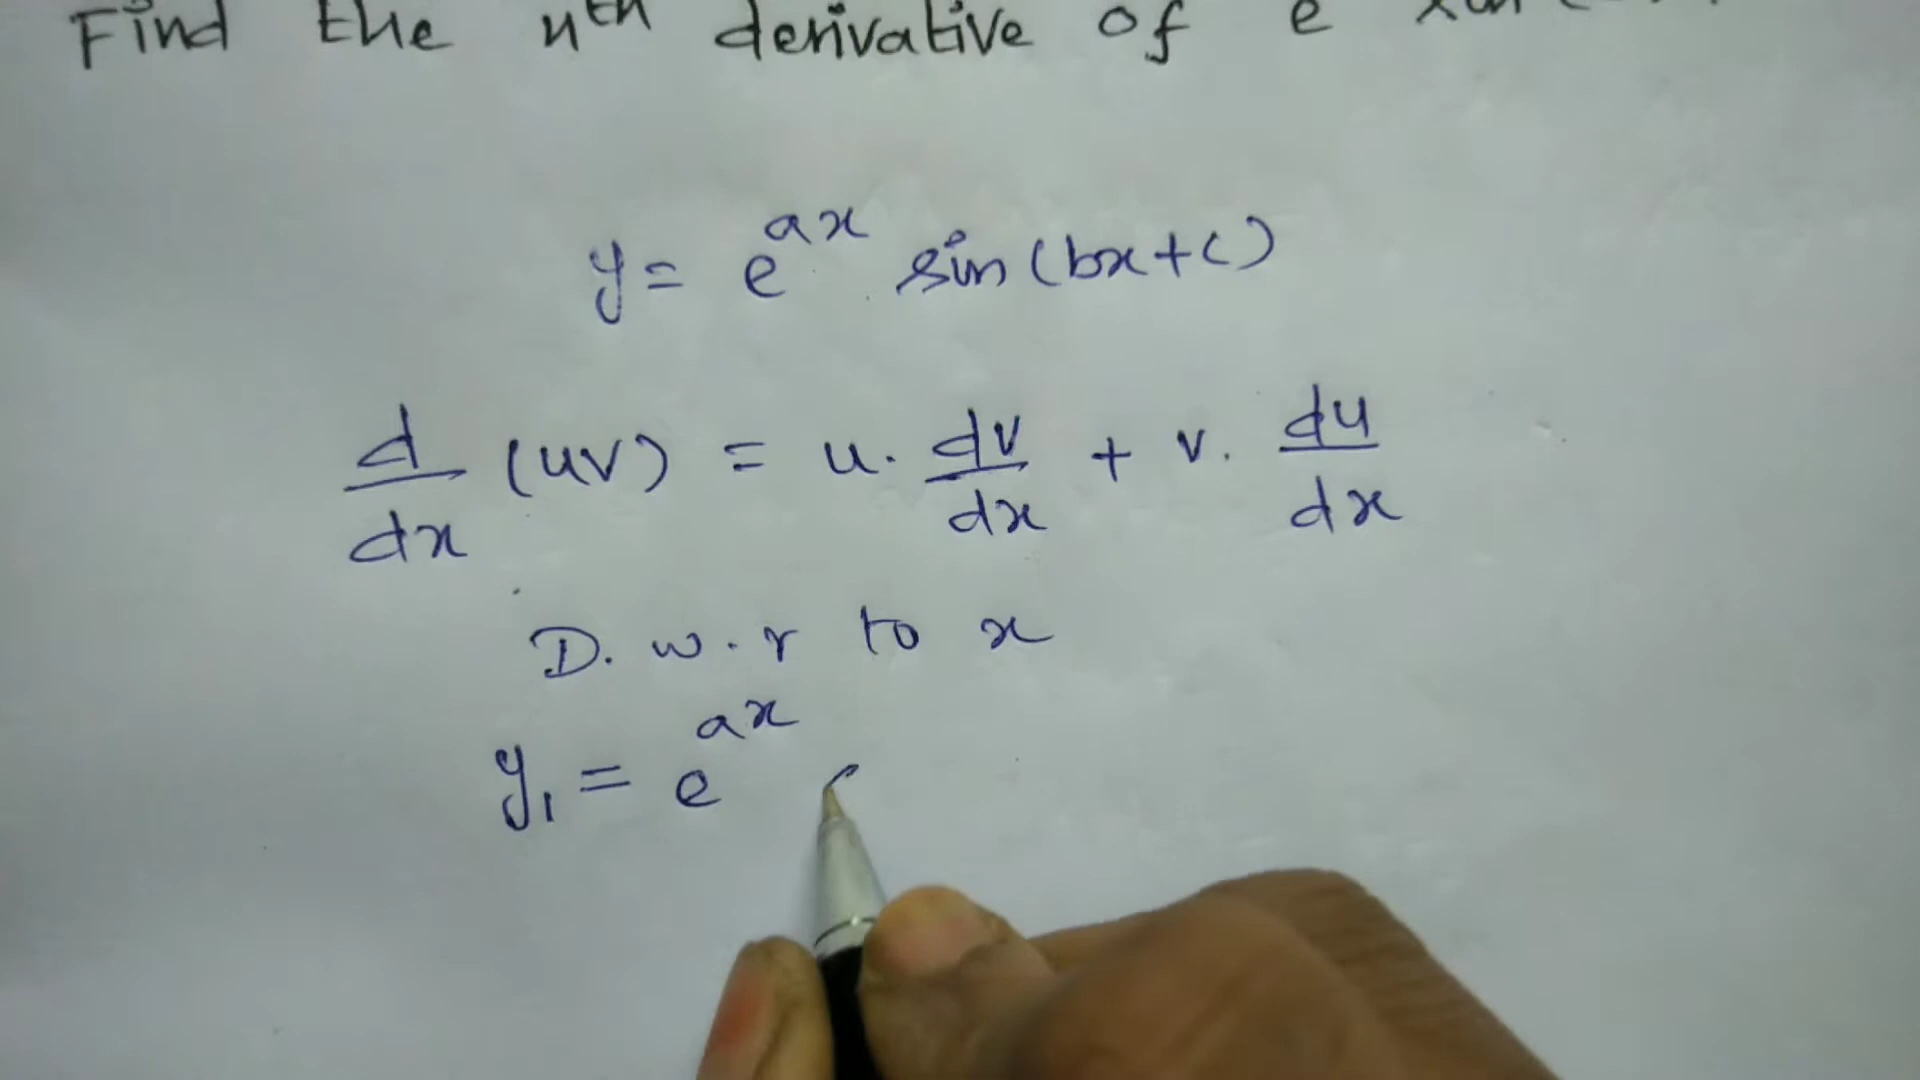 Find the nth derivative of e
y = e^ax sin(bx+c)
d/dx (uv) = u. dv/dx + v. du/dx
D. w.r to x
y₁ = e^ax